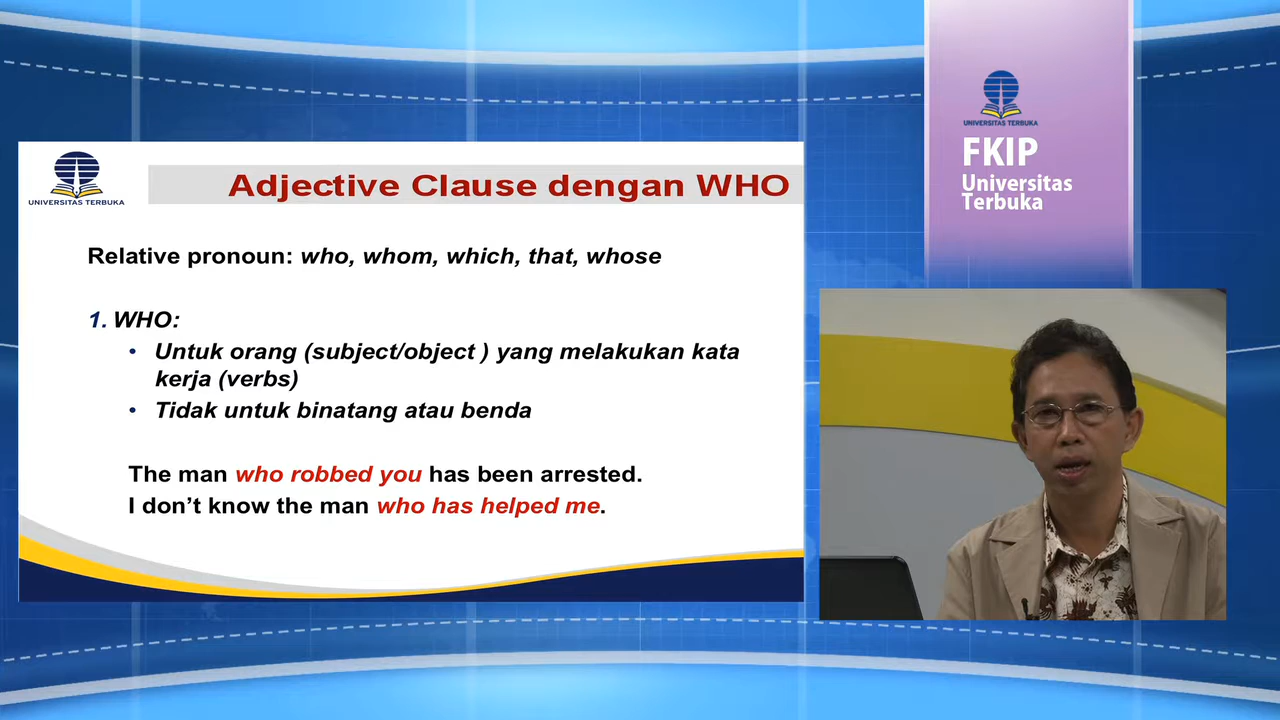 UNIVERSITAS TERBUKA
FKIP
Universitas
Terbuka
UNIVERSITAS TERBUKA
Adjective Clause dengan WHO
Relative pronoun: who, whom, which, that, whose
1. WHO:
• Untuk orang (subject/object ) yang melakukan kata
kerja (verbs)
• Tidak untuk binatang atau benda
The man who robbed you has been arrested.
I don’t know the man who has helped me.